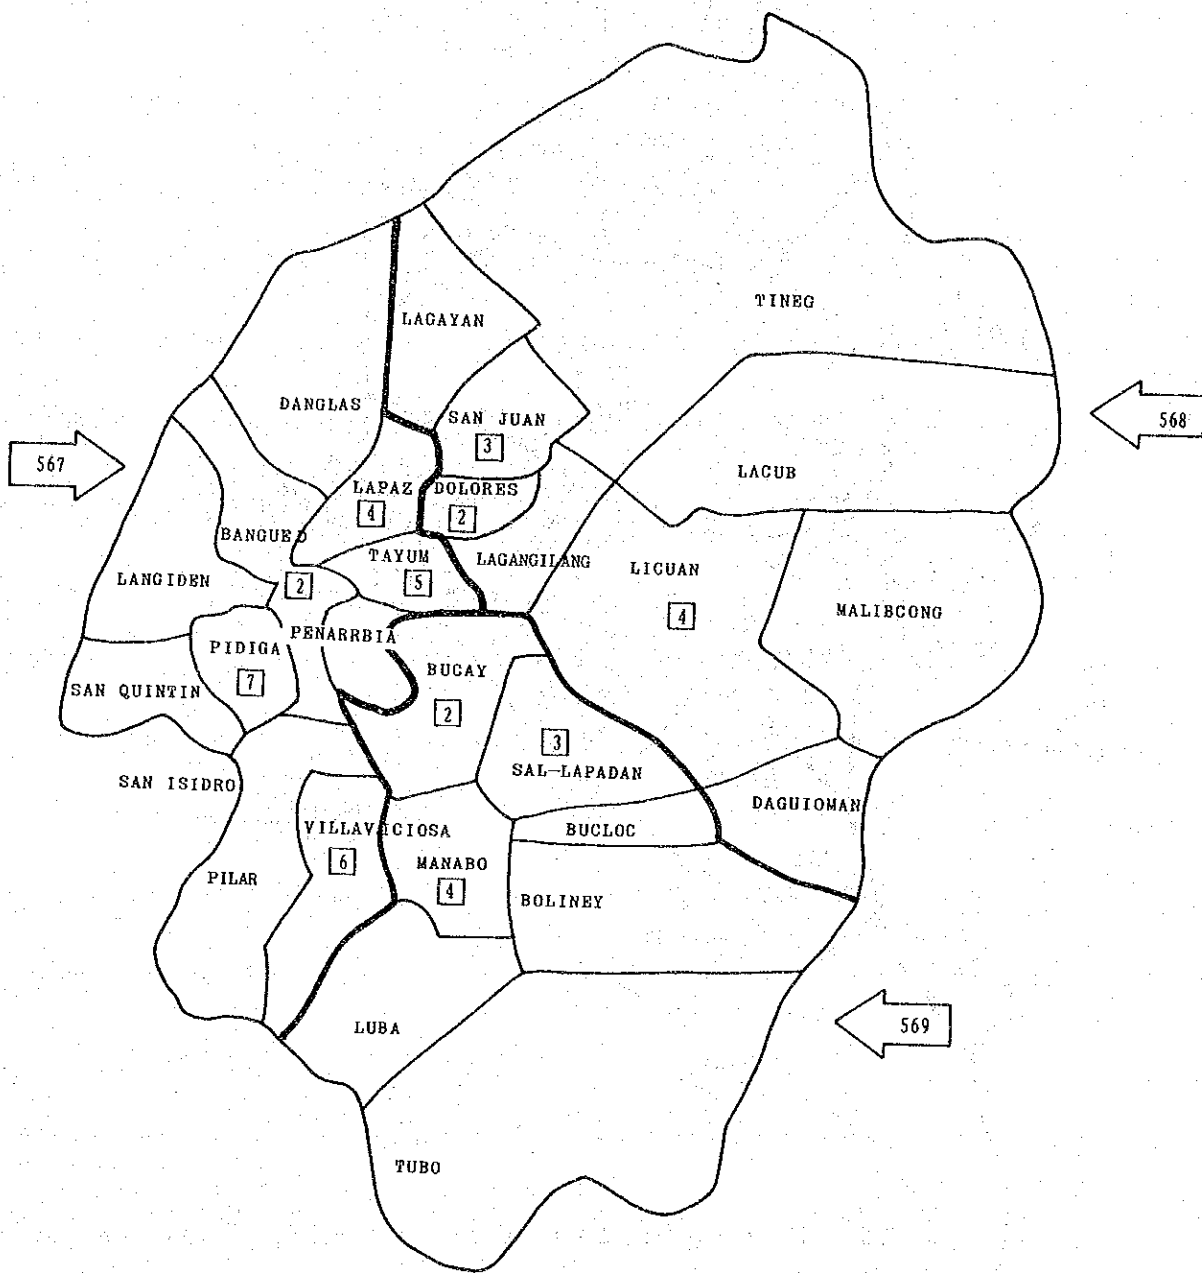 TINEG
LAGAYAN
DANGLAS
SAN JUAN
3
568
567
LACUB
LAPAZ
4
DOLORES
2
BANGUED
2
TAYUM
5
LAGANGILANG
LICUAN
4
LANGIDEN
MALIBCONG
PENARRBIA
PIDIGA
7
BUCAY
2
SAN QUINTIN
3
SAL-LAPADAN
SAN ISIDRO
DAGUIOMAN
VILLAVICIOSA
6
BUCLOC
MANABO
4
PILAR
BOLINEY
LUBA
569
TUBO